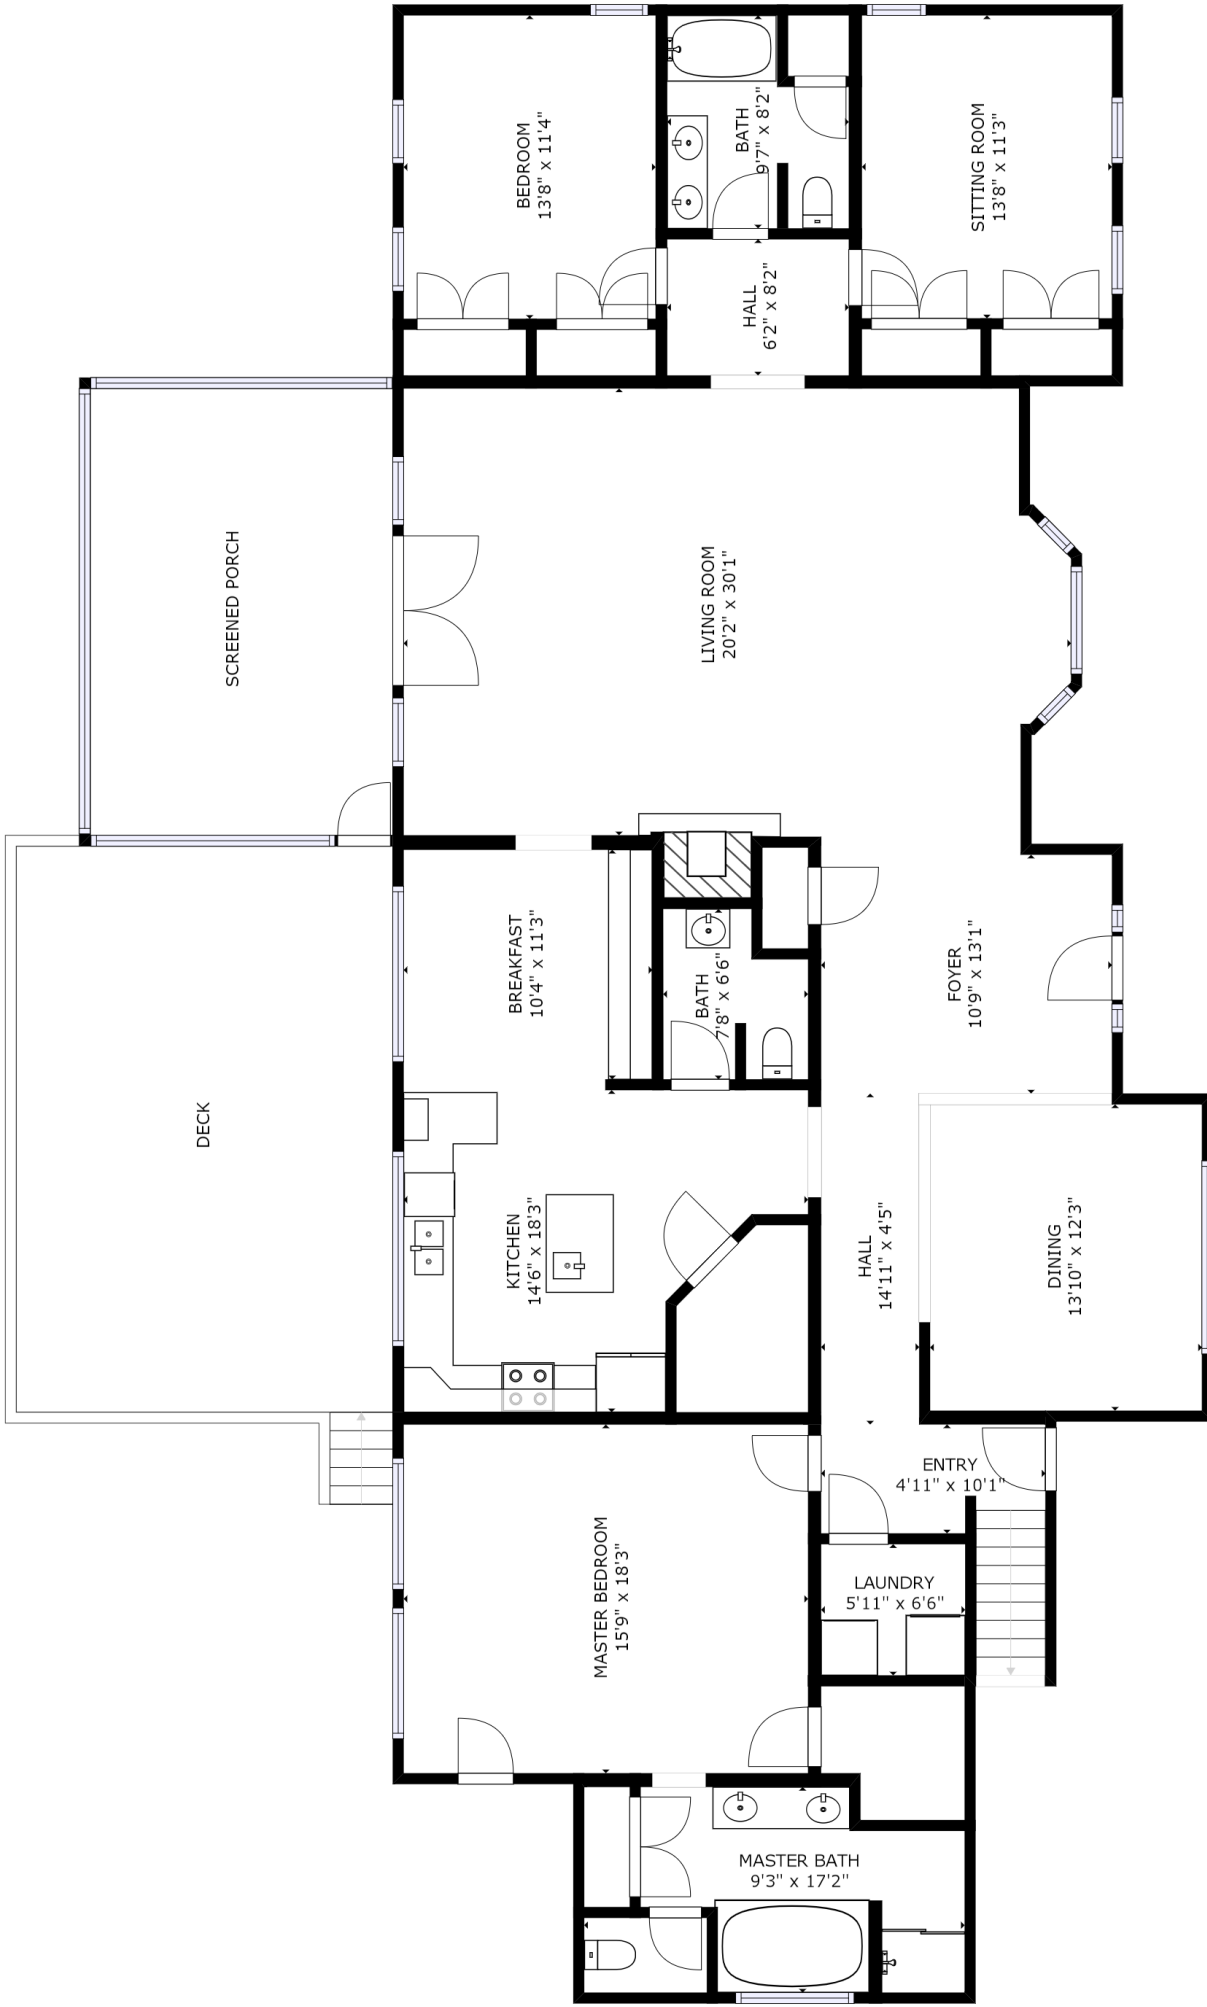 BEDROOM
13'8" x 11'4"
BATH
9'7" x 8'2"
SITTING ROOM
13'8" x 11'3"
HALL
6'2" x 8'2"
SCREENED PORCH
LIVING ROOM
20'2" x 30'1"
BREAKFAST
10'4" x 11'3"
BATH
7'8" x 6'6"
FOYER
10'9" x 13'1"
DECK
KITCHEN
14'6" x 18'3"
HALL
14'11" x 4'5"
DINING
13'10" x 12'3"
ENTRY
4'11" x 10'1"
MASTER BEDROOM
15'9" x 18'3"
LAUNDRY
5'11" x 6'6"
MASTER BATH
9'3" x 17'2"